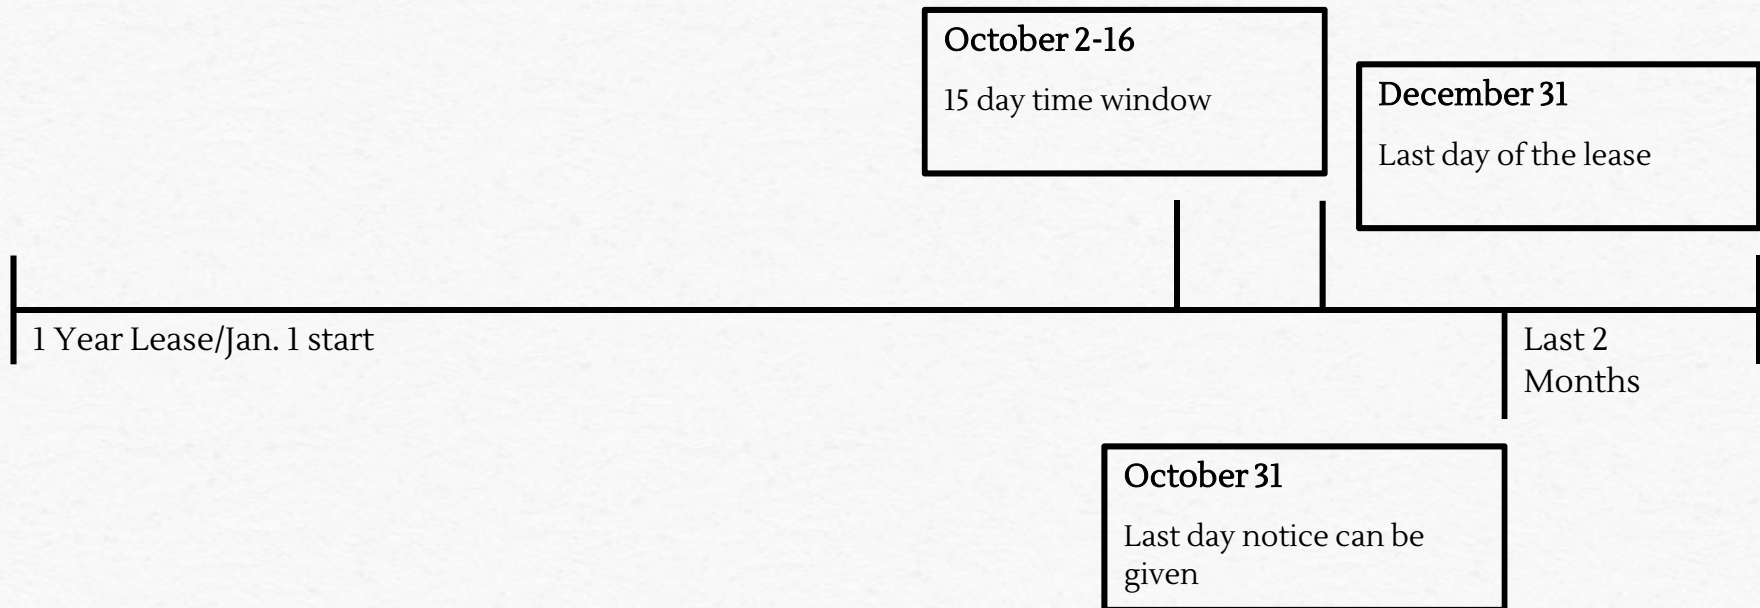 October 2-16
15 day time window
December 31
Last day of the lease
1 Year Lease/Jan. 1 start
Last 2
Months
October 31
Last day notice can be
given